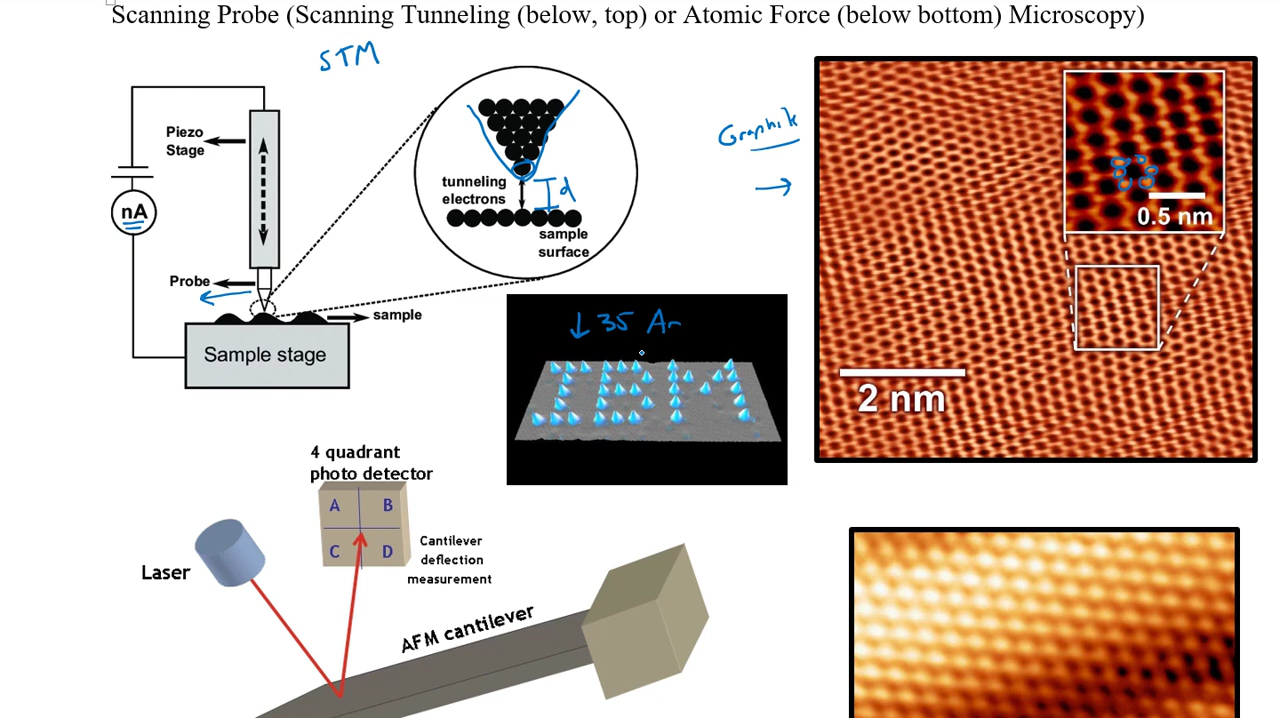 Scanning Probe (Scanning Tunneling (below, top) or Atomic Force (below bottom) Microscopy)
STM
Piezo
Stage
nA
Probe
sample
Sample stage
tunneling
electrons
d
sample
surface
Graphite
0.5 nm
2 nm
↓ 35 Ar
IBM
4 quadrant
photo detector
A B
C D
Cantilever
deflection
measurement
Laser
AFM cantilever